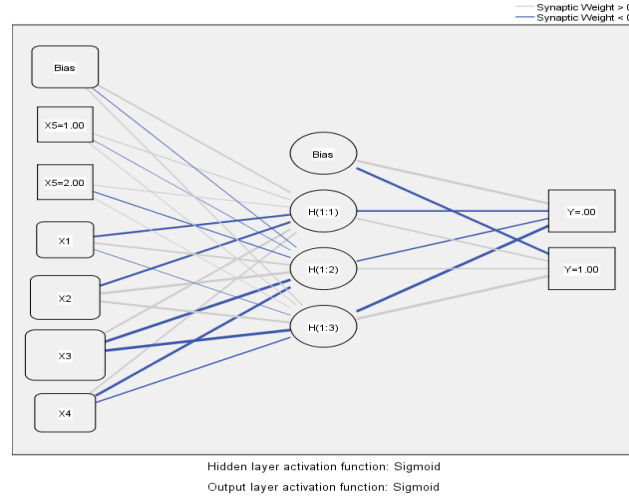 Synaptic Weight > 0
Synaptic Weight < 0
Bias
X5=1.00
X5=2.00
X1
X2
X3
X4
Bias
H(1:1)
H(1:2)
H(1:3)
Y=.00
Y=1.00
Hidden layer activation function: Sigmoid
Output layer activation function: Sigmoid